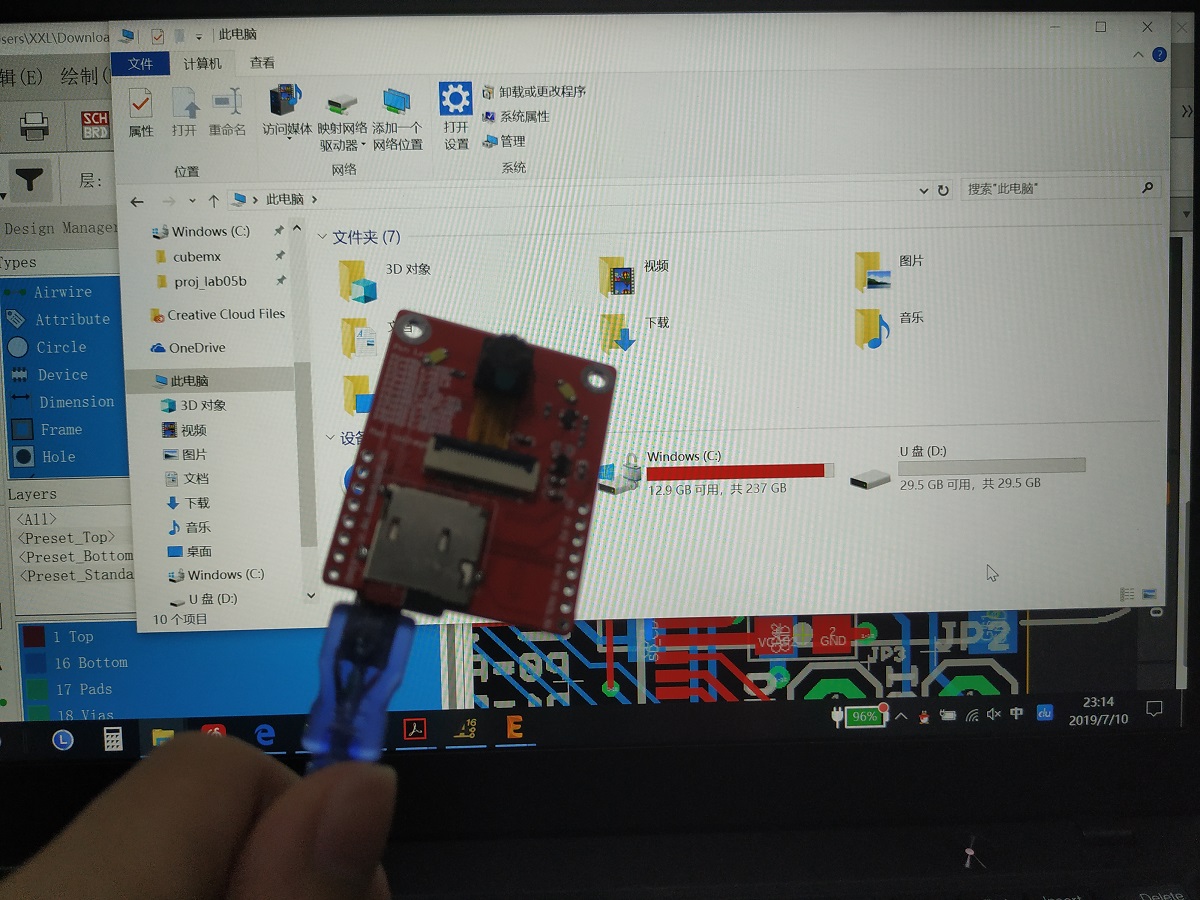 sers\XXL\Downloa
此电脑
辑(E) 绘制(
文件
计算机
查看
SCH
BRD
属性
打开
重命名
访问媒体
映射网络
驱动器
添加一个
网络位置
打开
设置
卸载或更改程序
系统属性
管理
位置
网络
系统
层:
此电脑
搜索"此电脑"
Design Manager
Types
Airwire
Attribute
Circle
Device
Dimension
Frame
Hole
Layers
<All>
<Preset_Top>
<Preset_Bottom
<Preset_Standa
1 Top
16 Bottom
17 Pads
18 Vias
Windows (C:)
cubemx
proj_lab05b
Creative Cloud Files
OneDrive
此电脑
3D 对象
视频
图片
文档
下载
音乐
桌面
Windows (C:)
U 盘 (D:)
10 个项目
文件夹 (7)
3D 对象
视频
图片
下载
音乐
设备
Windows (C:)
12.9 GB 可用，共 237 GB
U 盘 (D:)
29.5 GB 可用，共 29.5 GB
2
GND
JP3
JP2
96%
中
du
23:14
2019/7/10
Insert
Delete